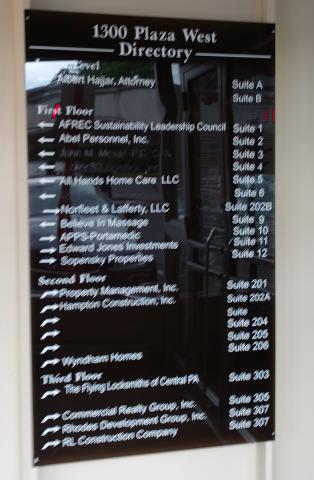 1300 Plaza West
Directory
Level
Albert Hajjar, Attorney Suite A
Suite B
First Floor
AFREC Sustainability Leadership Council Suite 1
Abel Personnel, Inc. Suite 2
John M. Suite 3
Suite 4
All Hands Home Care LLC Suite 5
Suite 6
Norfleet & Lafferty, LLC Suite 202B
Believe In Massage Suite 9
APPS-Portamedic Suite 10
Edward Jones Investments Suite 11
Sopensky Properties Suite 12
Second Floor
Property Management, Inc. Suite 201
Hampton Construction, Inc. Suite 202A
Suite
Suite 204
Suite 205
Wyndham Homes Suite 206
Third Floor
The Flying Locksmiths of Central PA Suite 303
Suite 305
Commercial Realty Group, Inc. Suite 307
Rhodes Development Group, Inc. Suite 307
RL Construction Company